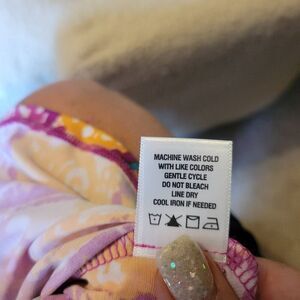 MACHINE WASH COLD
WITH LIKE COLORS
GENTLE CYCLE
DO NOT BLEACH
LINE DRY
COOL IRON IF NEEDED